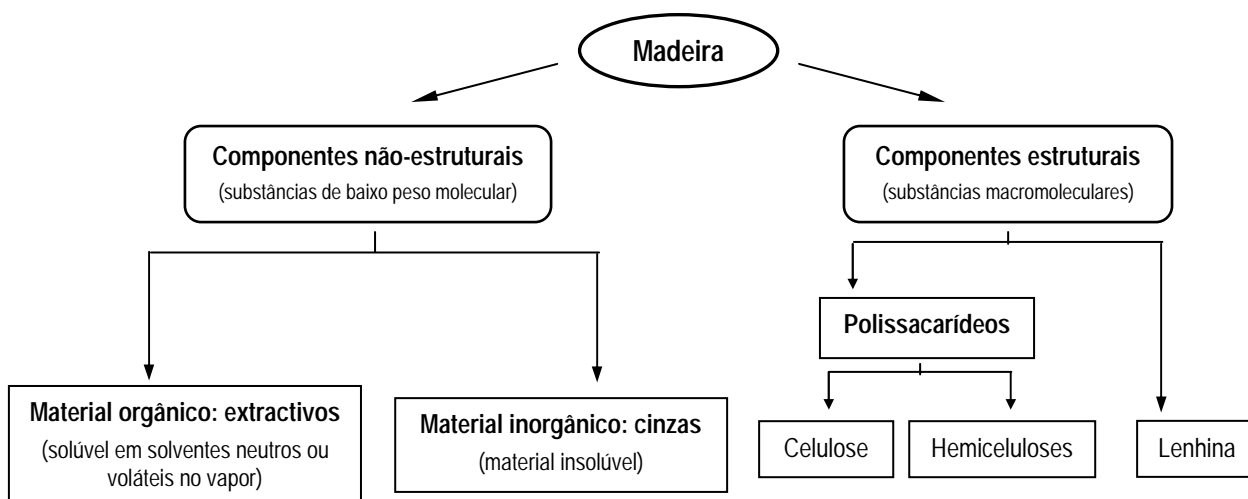 Madeira
Componentes não-estruturais
(substâncias de baixo peso molecular)
Componentes estruturais
(substâncias macromoleculares)
Polissacarídeos
Material orgânico: extractivos
(solúvel em solventes neutros ou
voláteis no vapor)
Material inorgânico: cinzas
(material insolúvel)
Celulose
Hemiceluloses
Lenhina